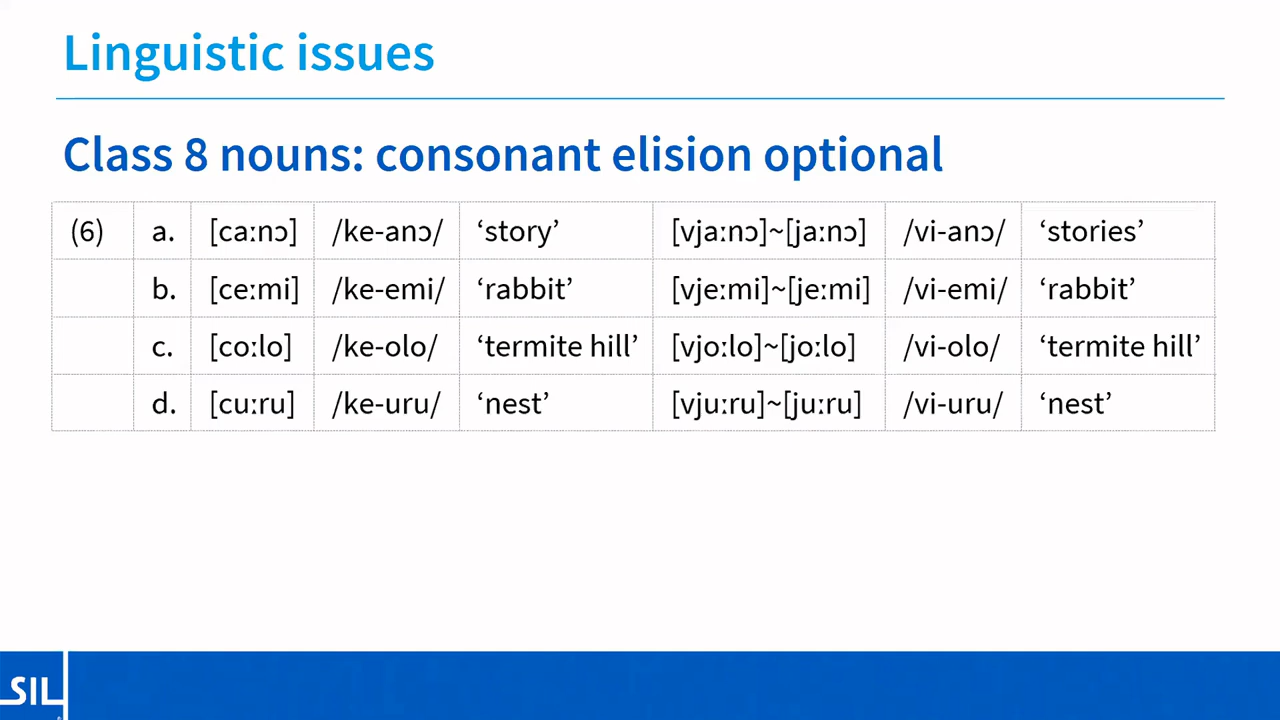 Linguistic issues
Class 8 nouns: consonant elision optional
(6) a. [caːnɔ] /ke-anɔ/ ‘story’ [vjaːnɔ]~[jaːnɔ] /vi-anɔ/ ‘stories’
b. [ceːmi] /ke-emi/ ‘rabbit’ [vjeːmi]~[jeːmi] /vi-emi/ ‘rabbit’
c. [coːlo] /ke-olo/ ‘termite hill’ [vjoːlo]~[joːlo] /vi-olo/ ‘termite hill’
d. [cuːru] /ke-uru/ ‘nest’ [vjuːru]~[juːru] /vi-uru/ ‘nest’
SIL